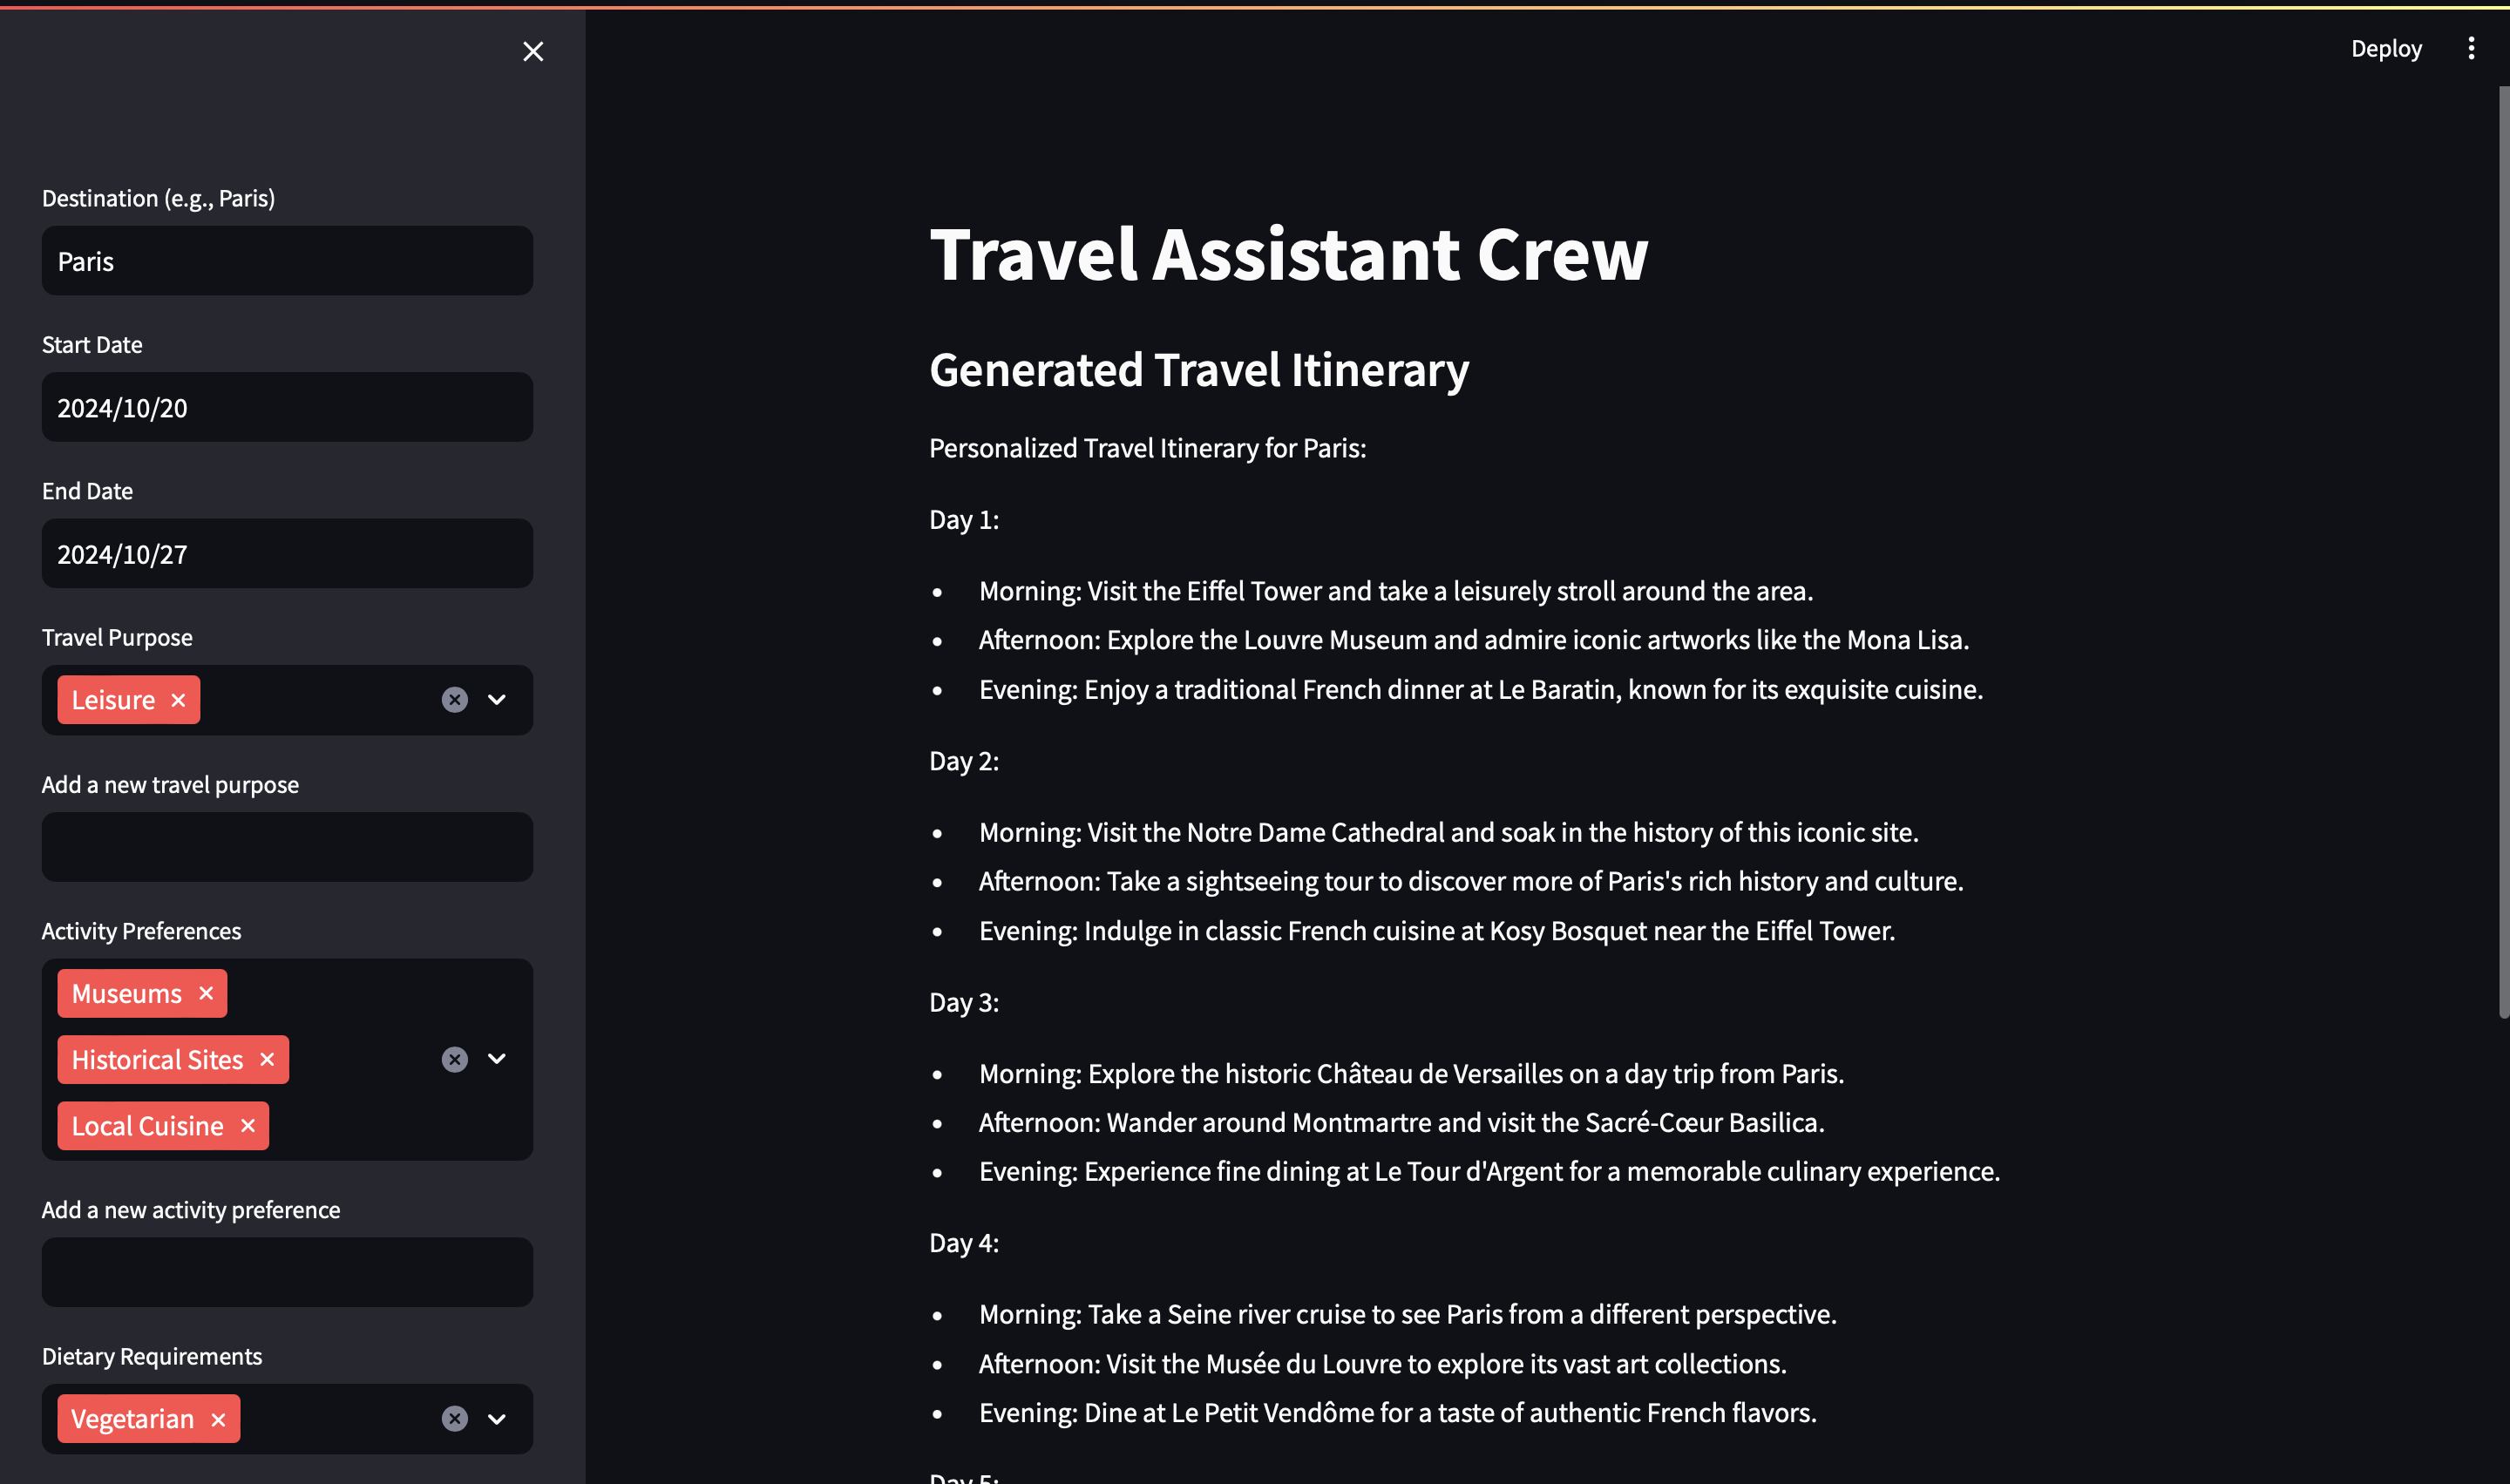 Deploy
Destination (e.g., Paris)
Paris
Start Date
2024/10/20
End Date
2024/10/27
Travel Purpose
Leisure
Add a new travel purpose
Activity Preferences
Museums
Historical Sites
Local Cuisine
Add a new activity preference
Dietary Requirements
Vegetarian
Travel Assistant Crew
Generated Travel Itinerary
Personalized Travel Itinerary for Paris:
Day 1:
• Morning: Visit the Eiffel Tower and take a leisurely stroll around the area.
• Afternoon: Explore the Louvre Museum and admire iconic artworks like the Mona Lisa.
• Evening: Enjoy a traditional French dinner at Le Baratin, known for its exquisite cuisine.
Day 2:
• Morning: Visit the Notre Dame Cathedral and soak in the history of this iconic site.
• Afternoon: Take a sightseeing tour to discover more of Paris's rich history and culture.
• Evening: Indulge in classic French cuisine at Kosy Bosquet near the Eiffel Tower.
Day 3:
• Morning: Explore the historic Château de Versailles on a day trip from Paris.
• Afternoon: Wander around Montmartre and visit the Sacré-Cœur Basilica.
• Evening: Experience fine dining at Le Tour d'Argent for a memorable culinary experience.
Day 4:
• Morning: Take a Seine river cruise to see Paris from a different perspective.
• Afternoon: Visit the Musée du Louvre to explore its vast art collections.
• Evening: Dine at Le Petit Vendôme for a taste of authentic French flavors.
Day 5: